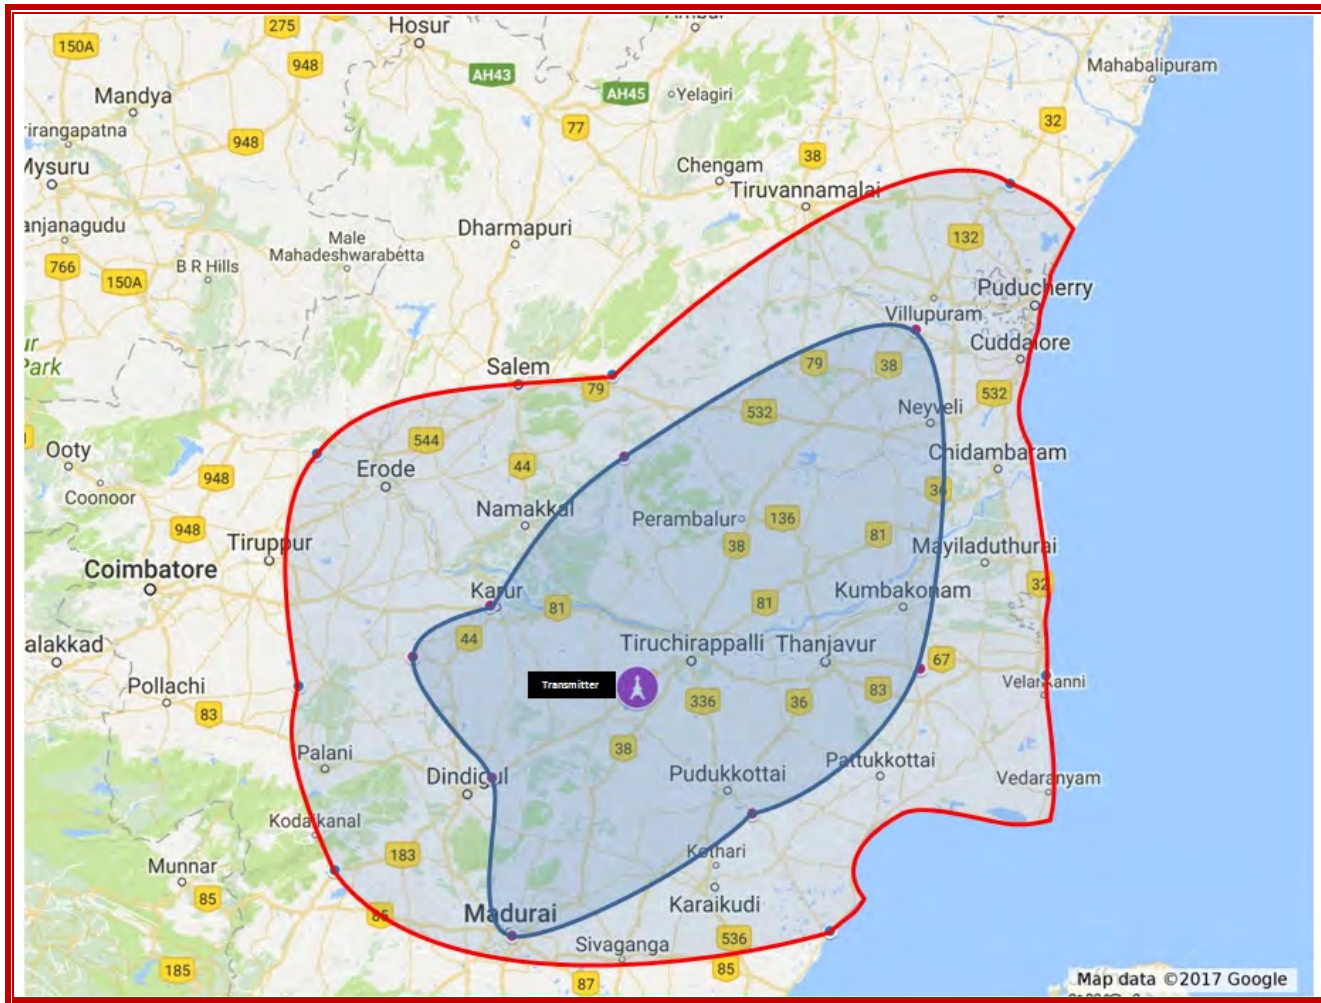 275
Hosur
Ambur
150A
948
AH43
Mahabalipuram
AH45
Yelagiri
Mandya
32
77
rirangapatna
948
38
Chengam
Mysuru
Tiruvannamalai
anjanagudu
Dharmapuri
Male
Mahadeshwarabetta
132
B R Hills
766
150A
Puducherry
Villupuram
ur
Park
Cuddalore
Salem
79
38
79
532
532
Neyveli
544
Ooty
Chidambaram
Erode
44
948
Coonoor
36
Namakkal
Perambalur
136
948
81
Tiruppur
38
Mayiladuthurai
Coimbatore
32
Karur
Kumbakonam
81
81
44
Tiruchirappalli
Thanjavur
alakkad
67
Transmitter
Velankanni
Pollachi
83
336
36
83
38
Palani
Pattukkottai
Dindigul
Pudukkottai
Vedaranyam
Kodaikanal
183
Kothari
Munnar
85
Karaikudi
85
Madurai
536
Sivaganga
185
85
87
Map data ©2017 Google